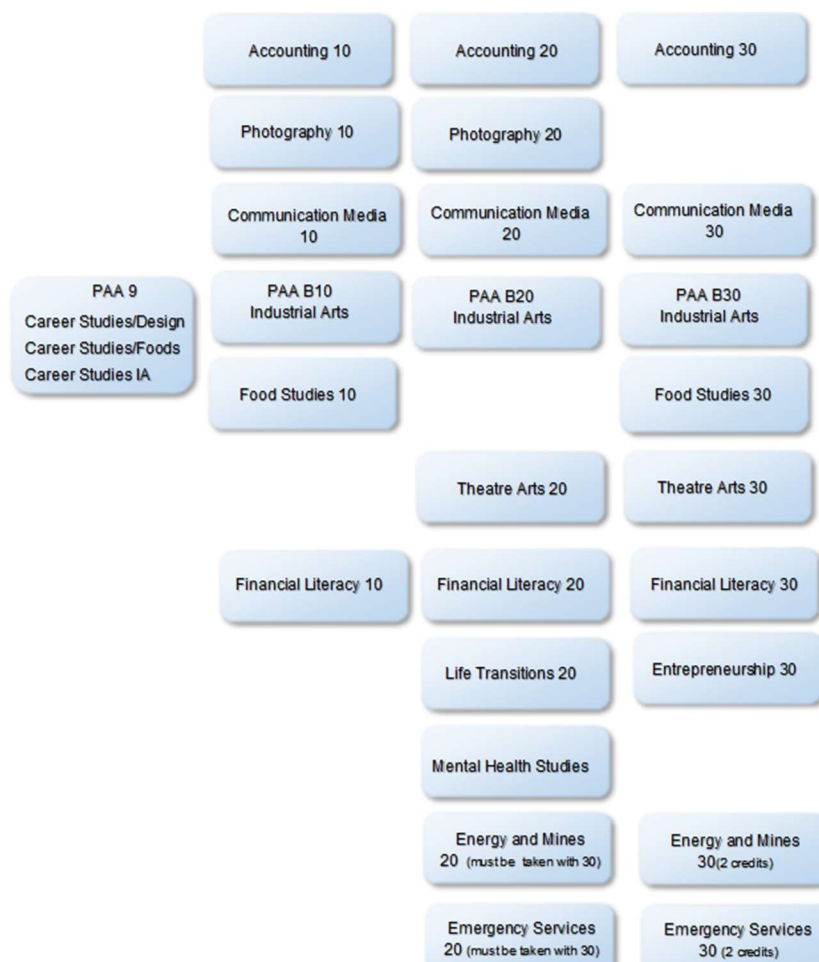 Accounting 10
Accounting 20
Accounting 30
Photography 10
Photography 20
Communication Media
10
Communication Media
20
Communication Media
30
PAA 9
Career Studies/Design
Career Studies/Foods
Career Studies IA
PAA B10
Industrial Arts
PAA B20
Industrial Arts
PAA B30
Industrial Arts
Food Studies 10
Food Studies 30
Theatre Arts 20
Theatre Arts 30
Financial Literacy 10
Financial Literacy 20
Financial Literacy 30
Life Transitions 20
Entrepreneurship 30
Mental Health Studies
Energy and Mines
20 (must be taken with 30)
Energy and Mines
30(2 credits)
Emergency Services
20 (must be taken with 30)
Emergency Services
30 (2 credits)